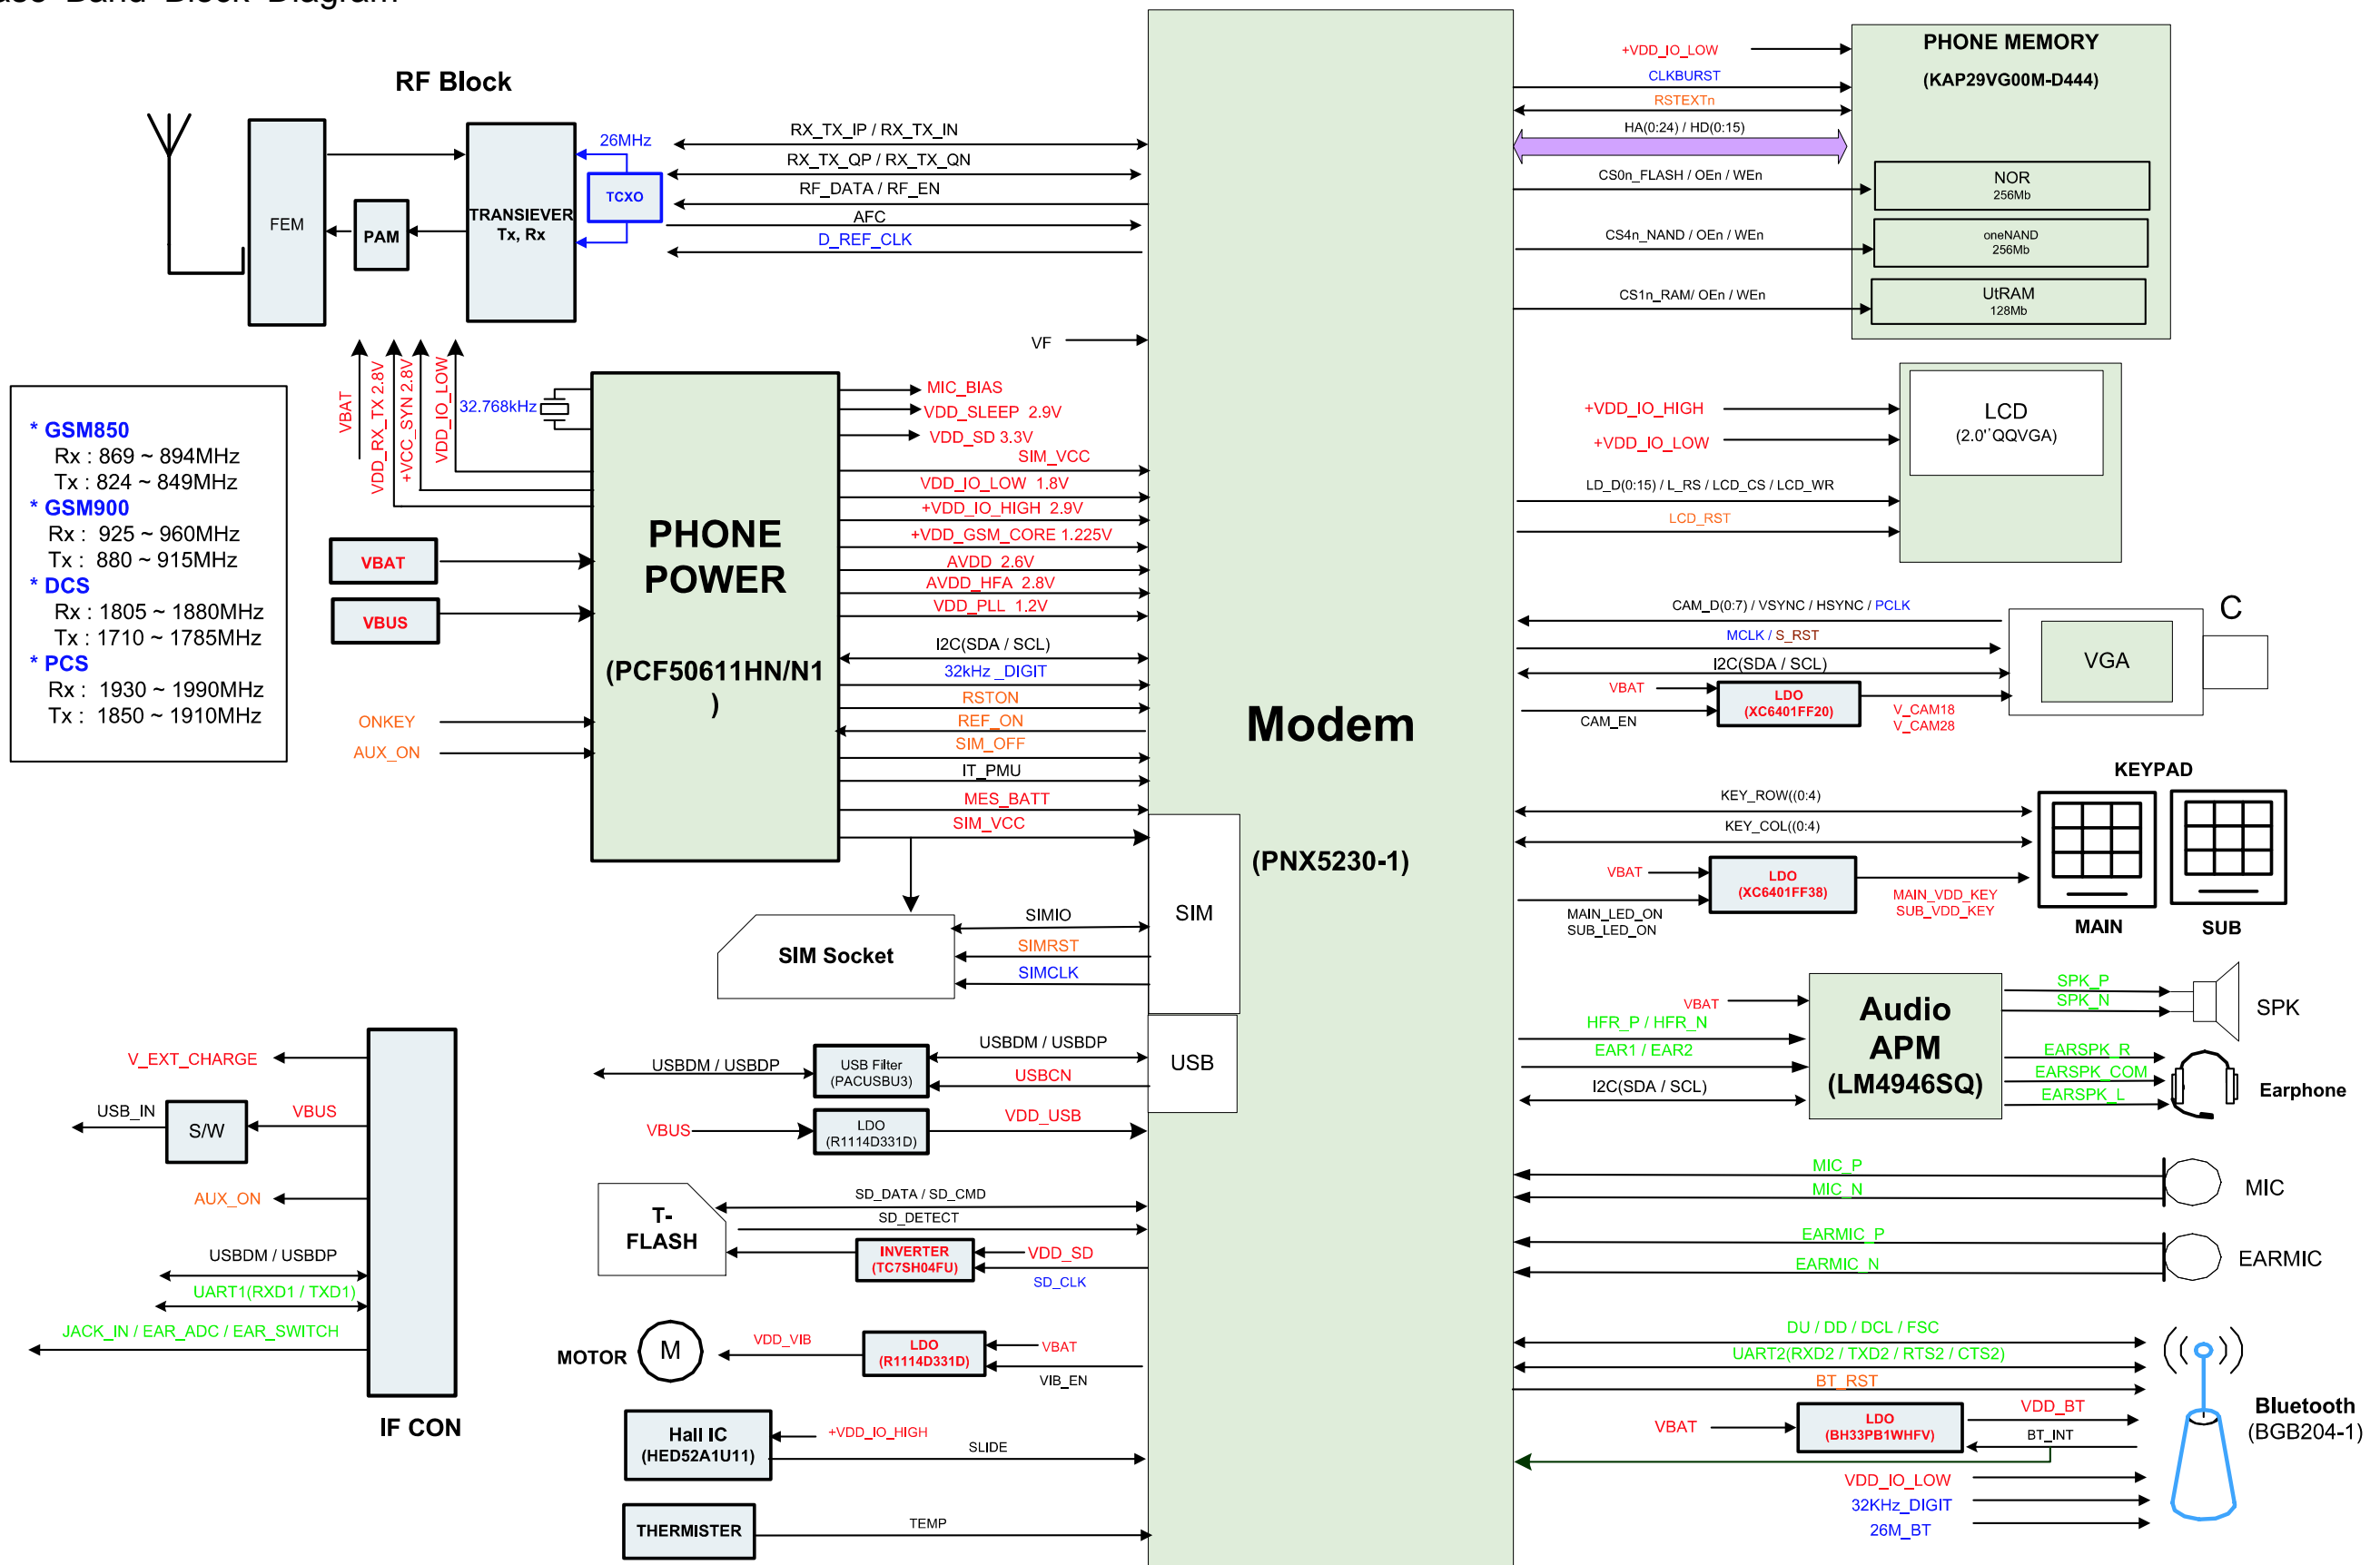 Band Block Diagram
RF Block
FEM
PAM
TRANSIEVER
Tx, Rx
26MHz
TCXO
RX_TX_IP / RX_TX_IN
RX_TX_QP / RX_TX_QN
RF_DATA / RF_EN
AFC
D_REF_CLK
VF
VBAT
VDD_RX_TX 2.8V
+VCC_SYN 2.8V
VDD_IO_LOW
32.768kHz
* GSM850
Rx : 869 ~ 894MHz
Tx : 824 ~ 849MHz
* GSM900
Rx : 925 ~ 960MHz
Tx : 880 ~ 915MHz
* DCS
Rx : 1805 ~ 1880MHz
Tx : 1710 ~ 1785MHz
* PCS
Rx : 1930 ~ 1990MHz
Tx : 1850 ~ 1910MHz
VBAT
VBUS
ONKEY
AUX_ON
PHONE
POWER
(PCF50611HN/N1
)
MIC_BIAS
VDD_SLEEP 2.9V
VDD_SD 3.3V
SIM_VCC
VDD_IO_LOW 1.8V
+VDD_IO_HIGH 2.9V
+VDD_GSM_CORE 1.225V
AVDD 2.6V
AVDD_HFA 2.8V
VDD_PLL 1.2V
I2C(SDA / SCL)
32kHz _DIGIT
RSTON
REF_ON
SIM_OFF
IT_PMU
MES_BATT
SIM_VCC
SIM Socket
SIMIO
SIMRST
SIMCLK
SIM
USB
Modem
(PNX5230-1)
USBDM / USBDP
USB Filter
(PACUSBU3)
USBDM / USBDP
USBCN
VBUS
LDO
(R1114D331D)
VDD_USB
T-
FLASH
SD_DATA / SD_CMD
SD_DETECT
INVERTER
(TC7SH04FU)
VDD_SD
SD_CLK
MOTOR
M
VDD_VIB
LDO
(R1114D331D)
VBAT
VIB_EN
Hall IC
(HED52A1U11)
+VDD_IO_HIGH
SLIDE
THERMISTER
TEMP
V_EXT_CHARGE
USB_IN
S/W
VBUS
AUX_ON
USBDM / USBDP
UART1(RXD1 / TXD1)
JACK_IN / EAR_ADC / EAR_SWITCH
IF CON
+VDD_IO_LOW
CLKBURST
RSTEXTn
HA(0:24) / HD(0:15)
CS0n_FLASH / OEn / WEn
CS4n_NAND / OEn / WEn
CS1n_RAM/ OEn / WEn
PHONE MEMORY
(KAP29VG00M-D444)
NOR
256Mb
oneNAND
256Mb
UtRAM
128Mb
+VDD_IO_HIGH
+VDD_IO_LOW
LD_D(0:15) / L_RS / LCD_CS / LCD_WR
LCD_RST
LCD
(2.0'`QQVGA)
CAM_D(0:7) / VSYNC / HSYNC / PCLK
MCLK / S_RST
I2C(SDA / SCL)
VBAT
CAM_EN
LDO
(XC6401FF20)
V_CAM18
V_CAM28
VGA
C
KEYPAD
KEY_ROW((0:4)
KEY_COL((0:4)
VBAT
MAIN_LED_ON
SUB_LED_ON
LDO
(XC6401FF38)
MAIN_VDD_KEY
SUB_VDD_KEY
MAIN
SUB
VBAT
HFR_P / HFR_N
EAR1 / EAR2
I2C(SDA / SCL)
Audio
APM
(LM4946SQ)
SPK_P
SPK_N
SPK
EARSPK_R
EARSPK_COM
EARSPK_L
Earphone
MIC_P
MIC_N
MIC
EARMIC_P
EARMIC_N
EARMIC
DU / DD / DCL / FSC
UART2(RXD2 / TXD2 / RTS2 / CTS2)
BT_RST
VBAT
LDO
(BH33PB1WHFV)
VDD_BT
BT_INT
VDD_IO_LOW
32KHz_DIGIT
26M_BT
Bluetooth
(BGB204-1)